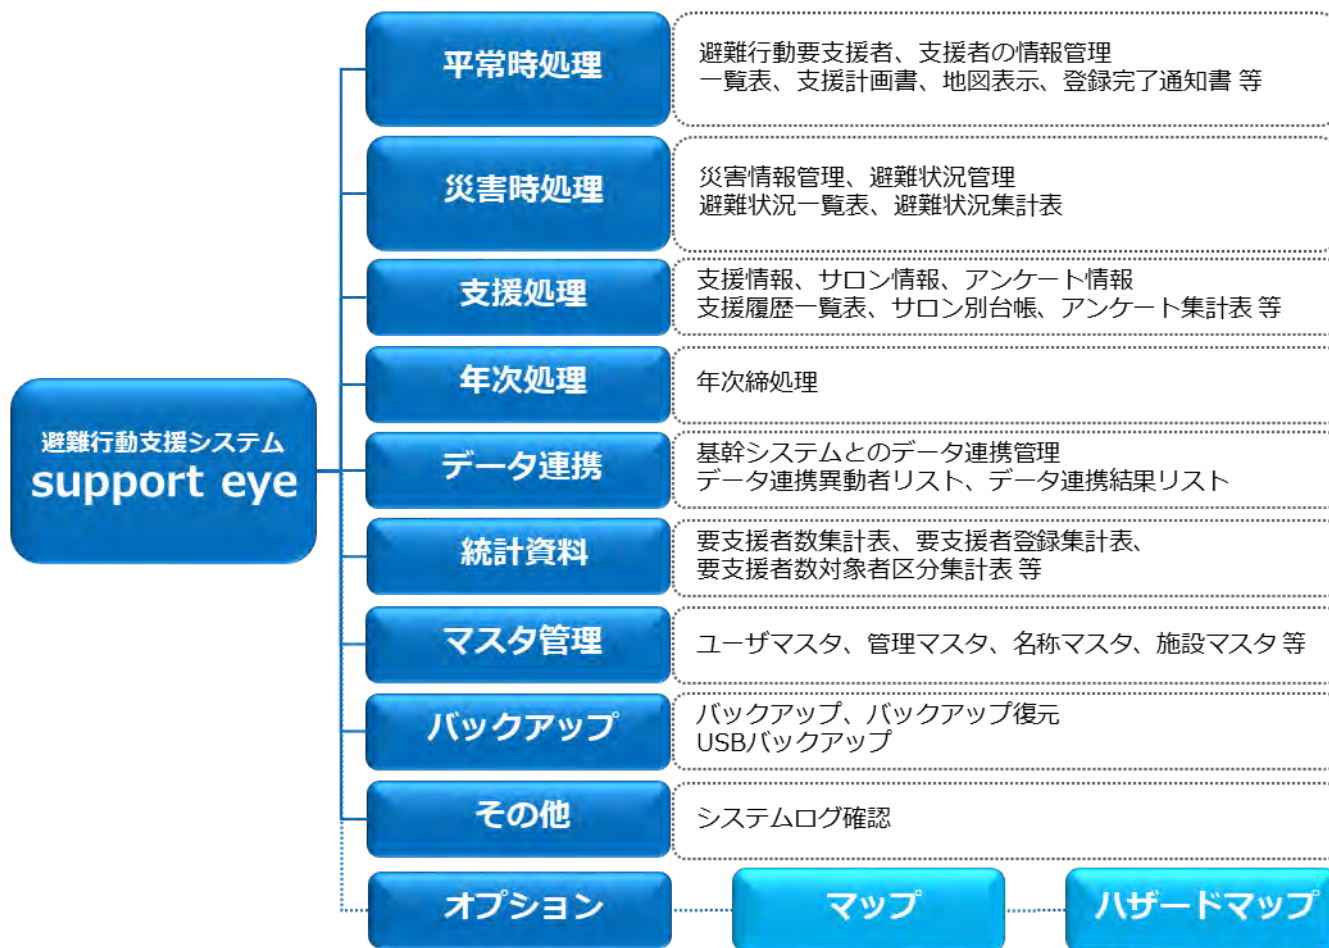 平常時処理
避難行動要支援者、支援者の情報管理
一覧表、支援計画書、地図表示、登録完了通知書 等
災害時処理
災害情報管理、避難状況管理
避難状況一覧表、避難状況集計表
支援処理
支援情報、サロン情報、アンケート情報
支援履歴一覧表、サロン別台帳、アンケート集計表 等
年次処理
年次締処理
避難行動支援システム
support eye
データ連携
基幹システムとのデータ連携管理
データ連携異動者リスト、データ連携結果リスト
統計資料
要支援者数集計表、要支援者登録集計表、
要支援者数対象者区分集計表 等
マスタ管理
ユーザマスタ、管理マスタ、名称マスタ、施設マスタ 等
バックアップ
バックアップ、バックアップ復元
USBバックアップ
その他
システムログ確認
オプション
マップ
ハザードマップ